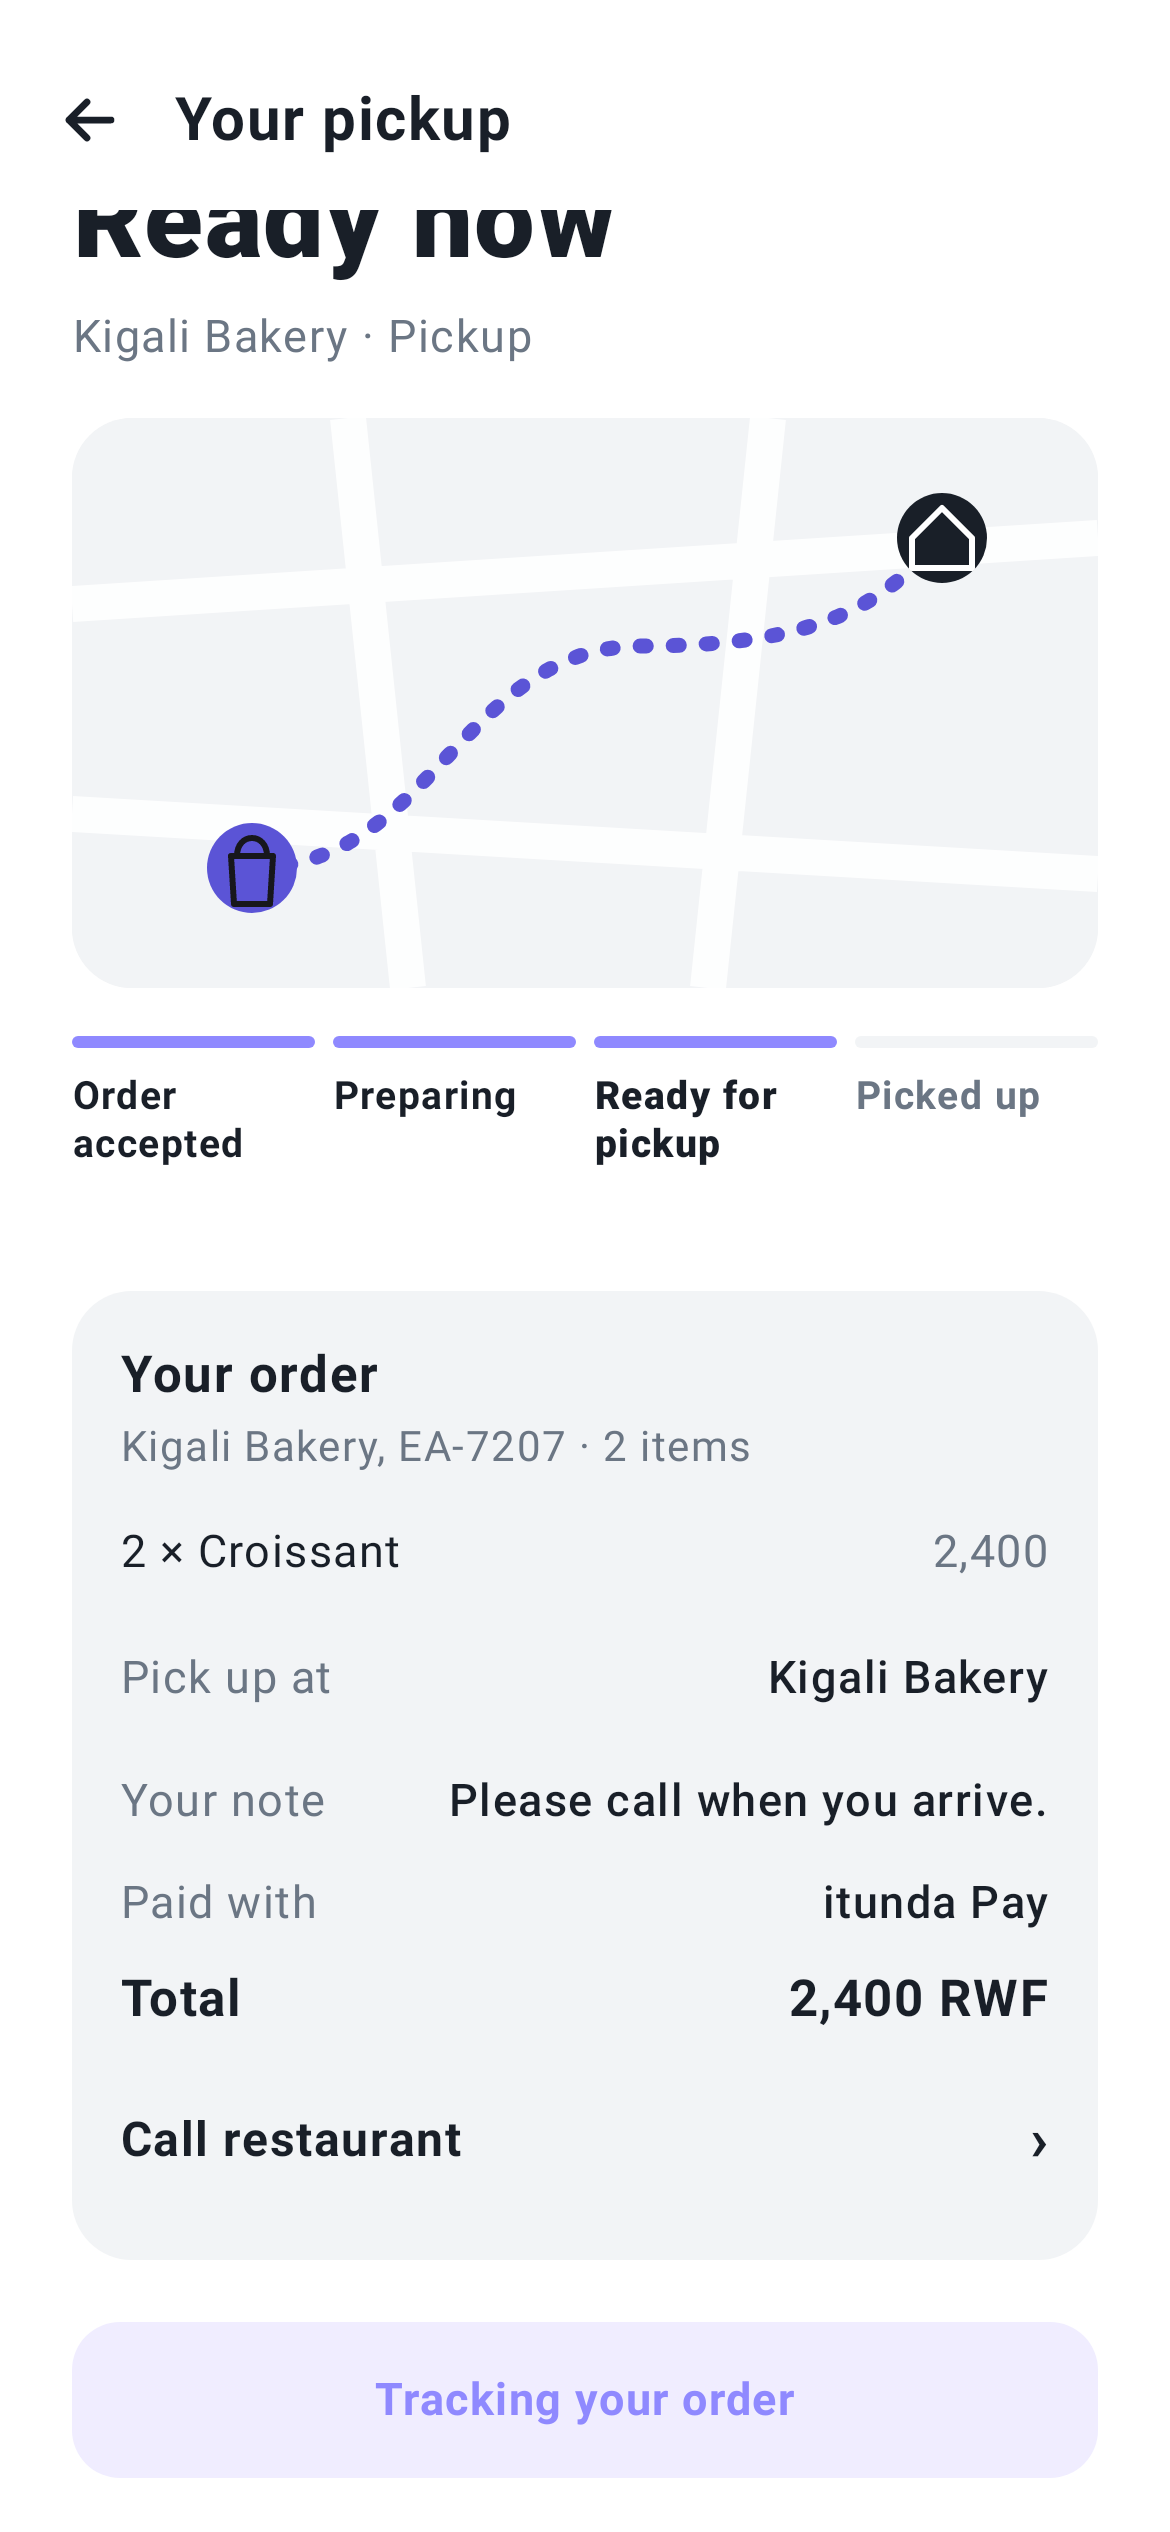 Your pickup
Ready now
Kigali Bakery · Pickup
Order accepted
Preparing
Ready for pickup
Picked up
Your order
Kigali Bakery, EA-7207 · 2 items
2 × Croissant 2,400
Pick up at Kigali Bakery
Your note Please call when you arrive.
Paid with itunda Pay
Total 2,400 RWF
Call restaurant ›
Tracking your order